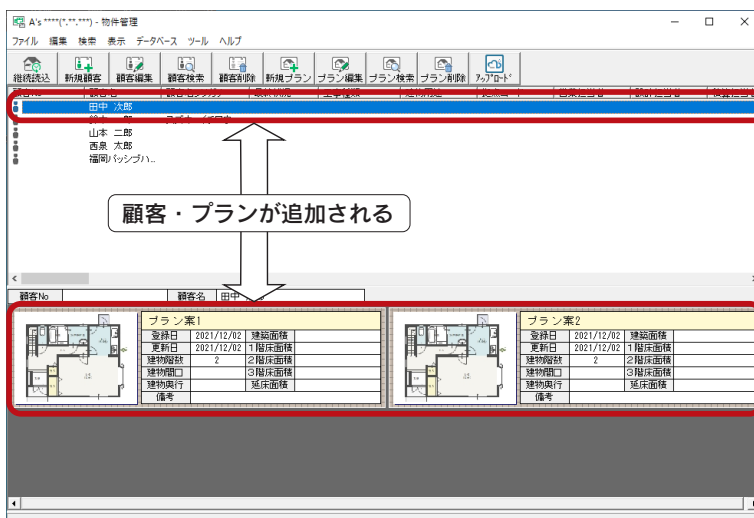 A's ****(*.**.***) - 物件管理
ファイル 編集 検索 表示 データベース ツール ヘルプ
継続読込 新規顧客 顧客編集 顧客検索 顧客削除 新規プラン プラン編集 プラン検索 プラン削除 アップロード
田中 次郎
山本 二郎
西泉 太郎
福岡パッシブハ...
顧客・プランが追加される
顧客No 顧客名 田中
プラン案1
登録日 2021/12/02 建築面積
更新日 2021/12/02 1階床面積
建物階数 2 2階床面積
建物間口 3階床面積
建物奥行 延床面積
備考
プラン案2
登録日 2021/12/02 建築面積
更新日 2021/12/02 1階床面積
建物階数 2 2階床面積
建物間口 3階床面積
建物奥行 延床面積
備考